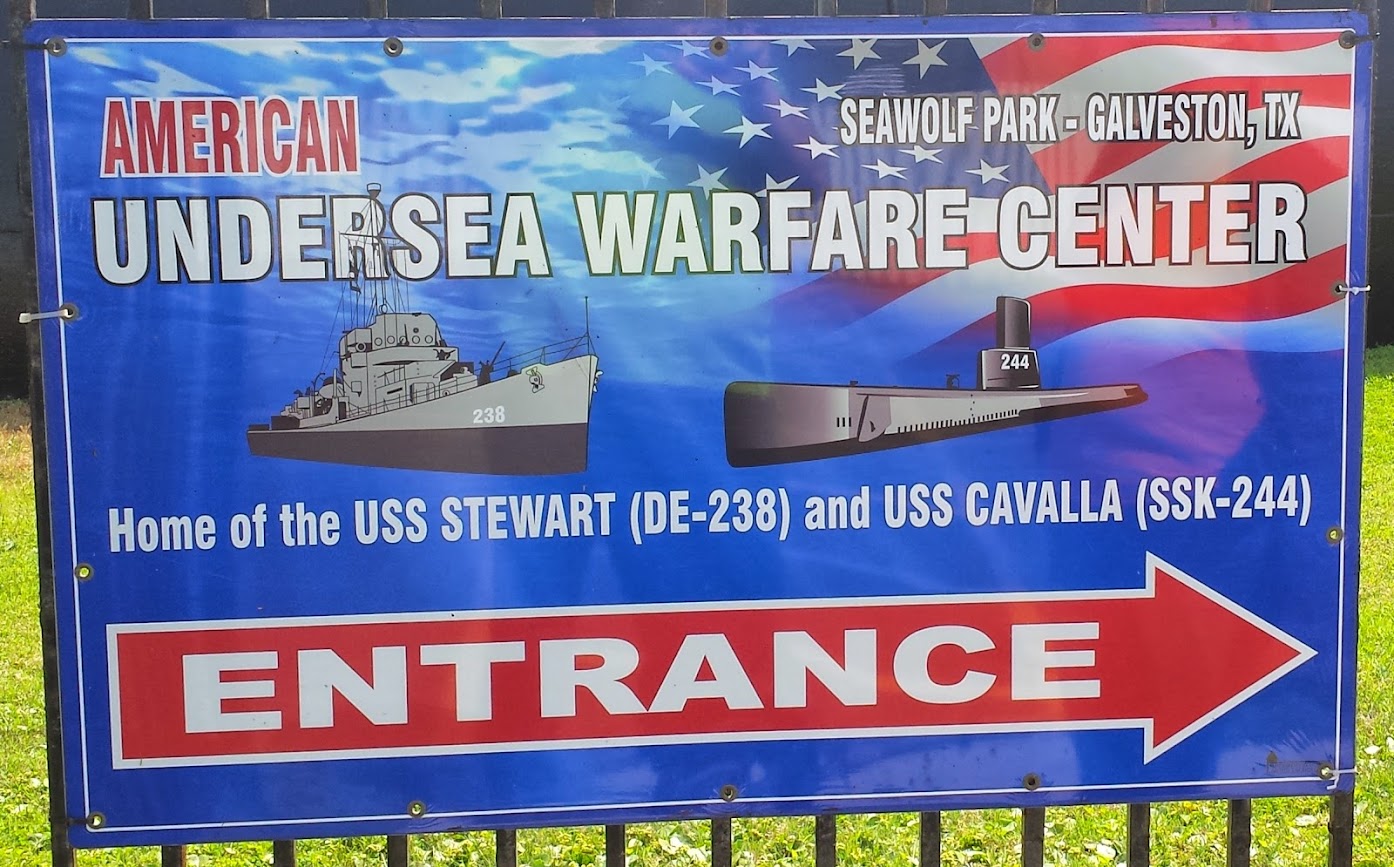 AMERICAN
SEAWOLF PARK - GALVESTON, TX
UNDERSEA WARFARE CENTER
244
238
Home of the USS STEWART (DE-238) and USS CAVALLA (SSK-244)
ENTRANCE